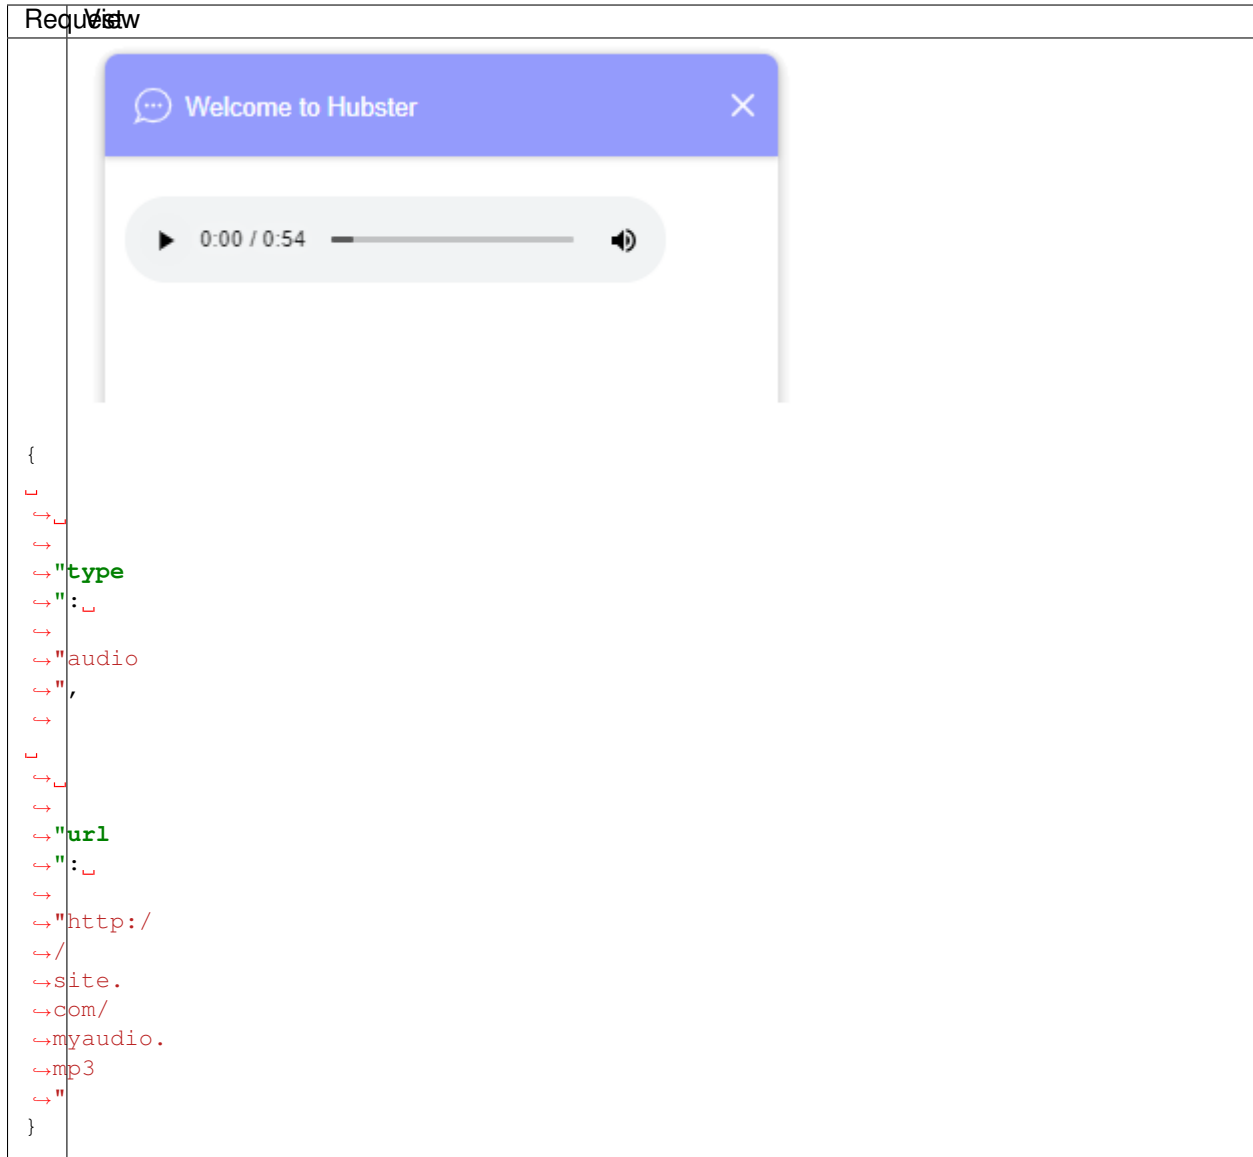 Request View
Welcome to Hubster
0:00 / 0:54
{
␣
↪␣
↪
↪"type
↪":␣
↪
↪"audio
↪",
↪
␣
↪␣
↪
↪"url
↪":␣
↪
↪"http:/
↪/
↪site.
↪com/
↪myaudio.
↪mp3
↪"
}